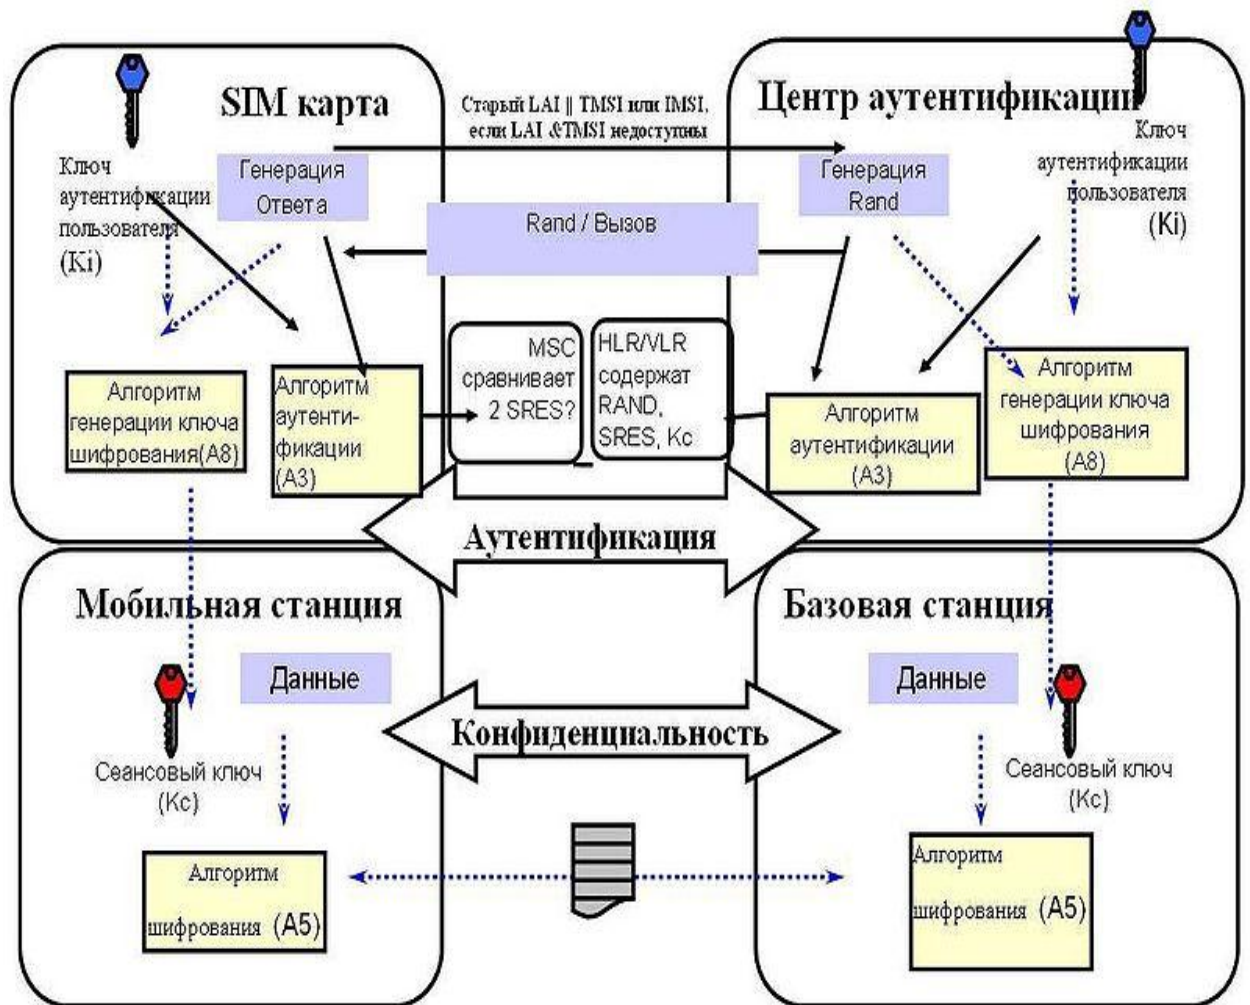 SIM карта
Старый LAI || TMSI или IMSI,
если LAI &TMSI недоступны
Центр аутентификации
Ключ
аутентификации
пользователя
(Ki)
Генерация
Ответа
Rand / Вызов
Генерация
Rand
Ключ
аутентификации
пользователя
(Ki)
Алгоритм
генерации ключа
шифрования(A8)
Алгоритм
аутенти-
фикации
(A3)
MSC
сравнивает
2 SRES?
HLR/VLR
содержат
RAND,
SRES, Kc
Алгоритм
аутентификации
(A3)
Алгоритм
генерации ключа
шифрования
(A8)
Аутентификация
Мобильная станция
Базовая станция
Данные
Данные
Конфиденциальность
Сеансовый ключ
(Kc)
Сеансовый ключ
(Kc)
Алгоритм
шифрования (A5)
Алгоритм
шифрования (A5)